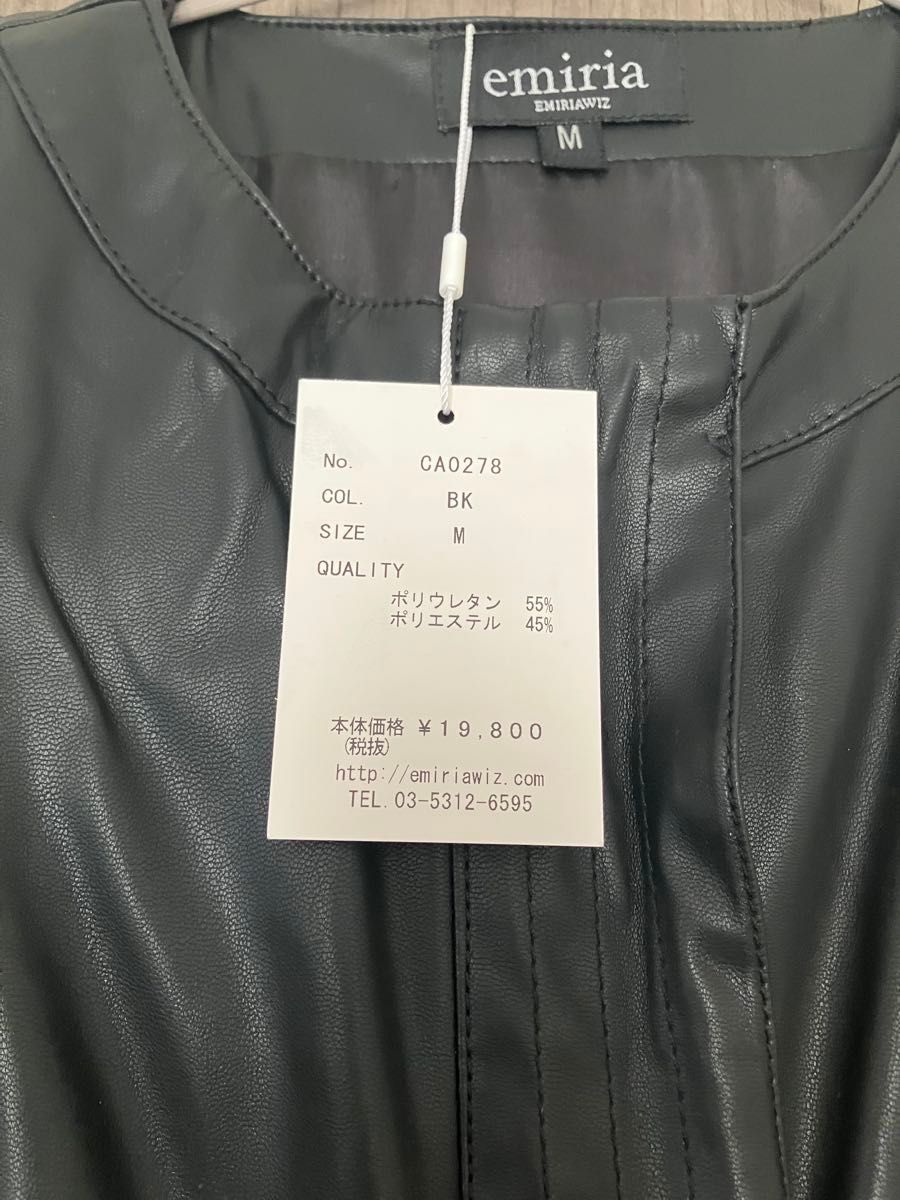 emiria
EMIRIAWIZ
M
No. CA0278
COL. BK
SIZE M
QUALITY
ポリウレタン 55%
ポリエステル 45%
本体価格 ¥19,800
(税抜)
http://emiriawiz.com
TEL.03-5312-6595